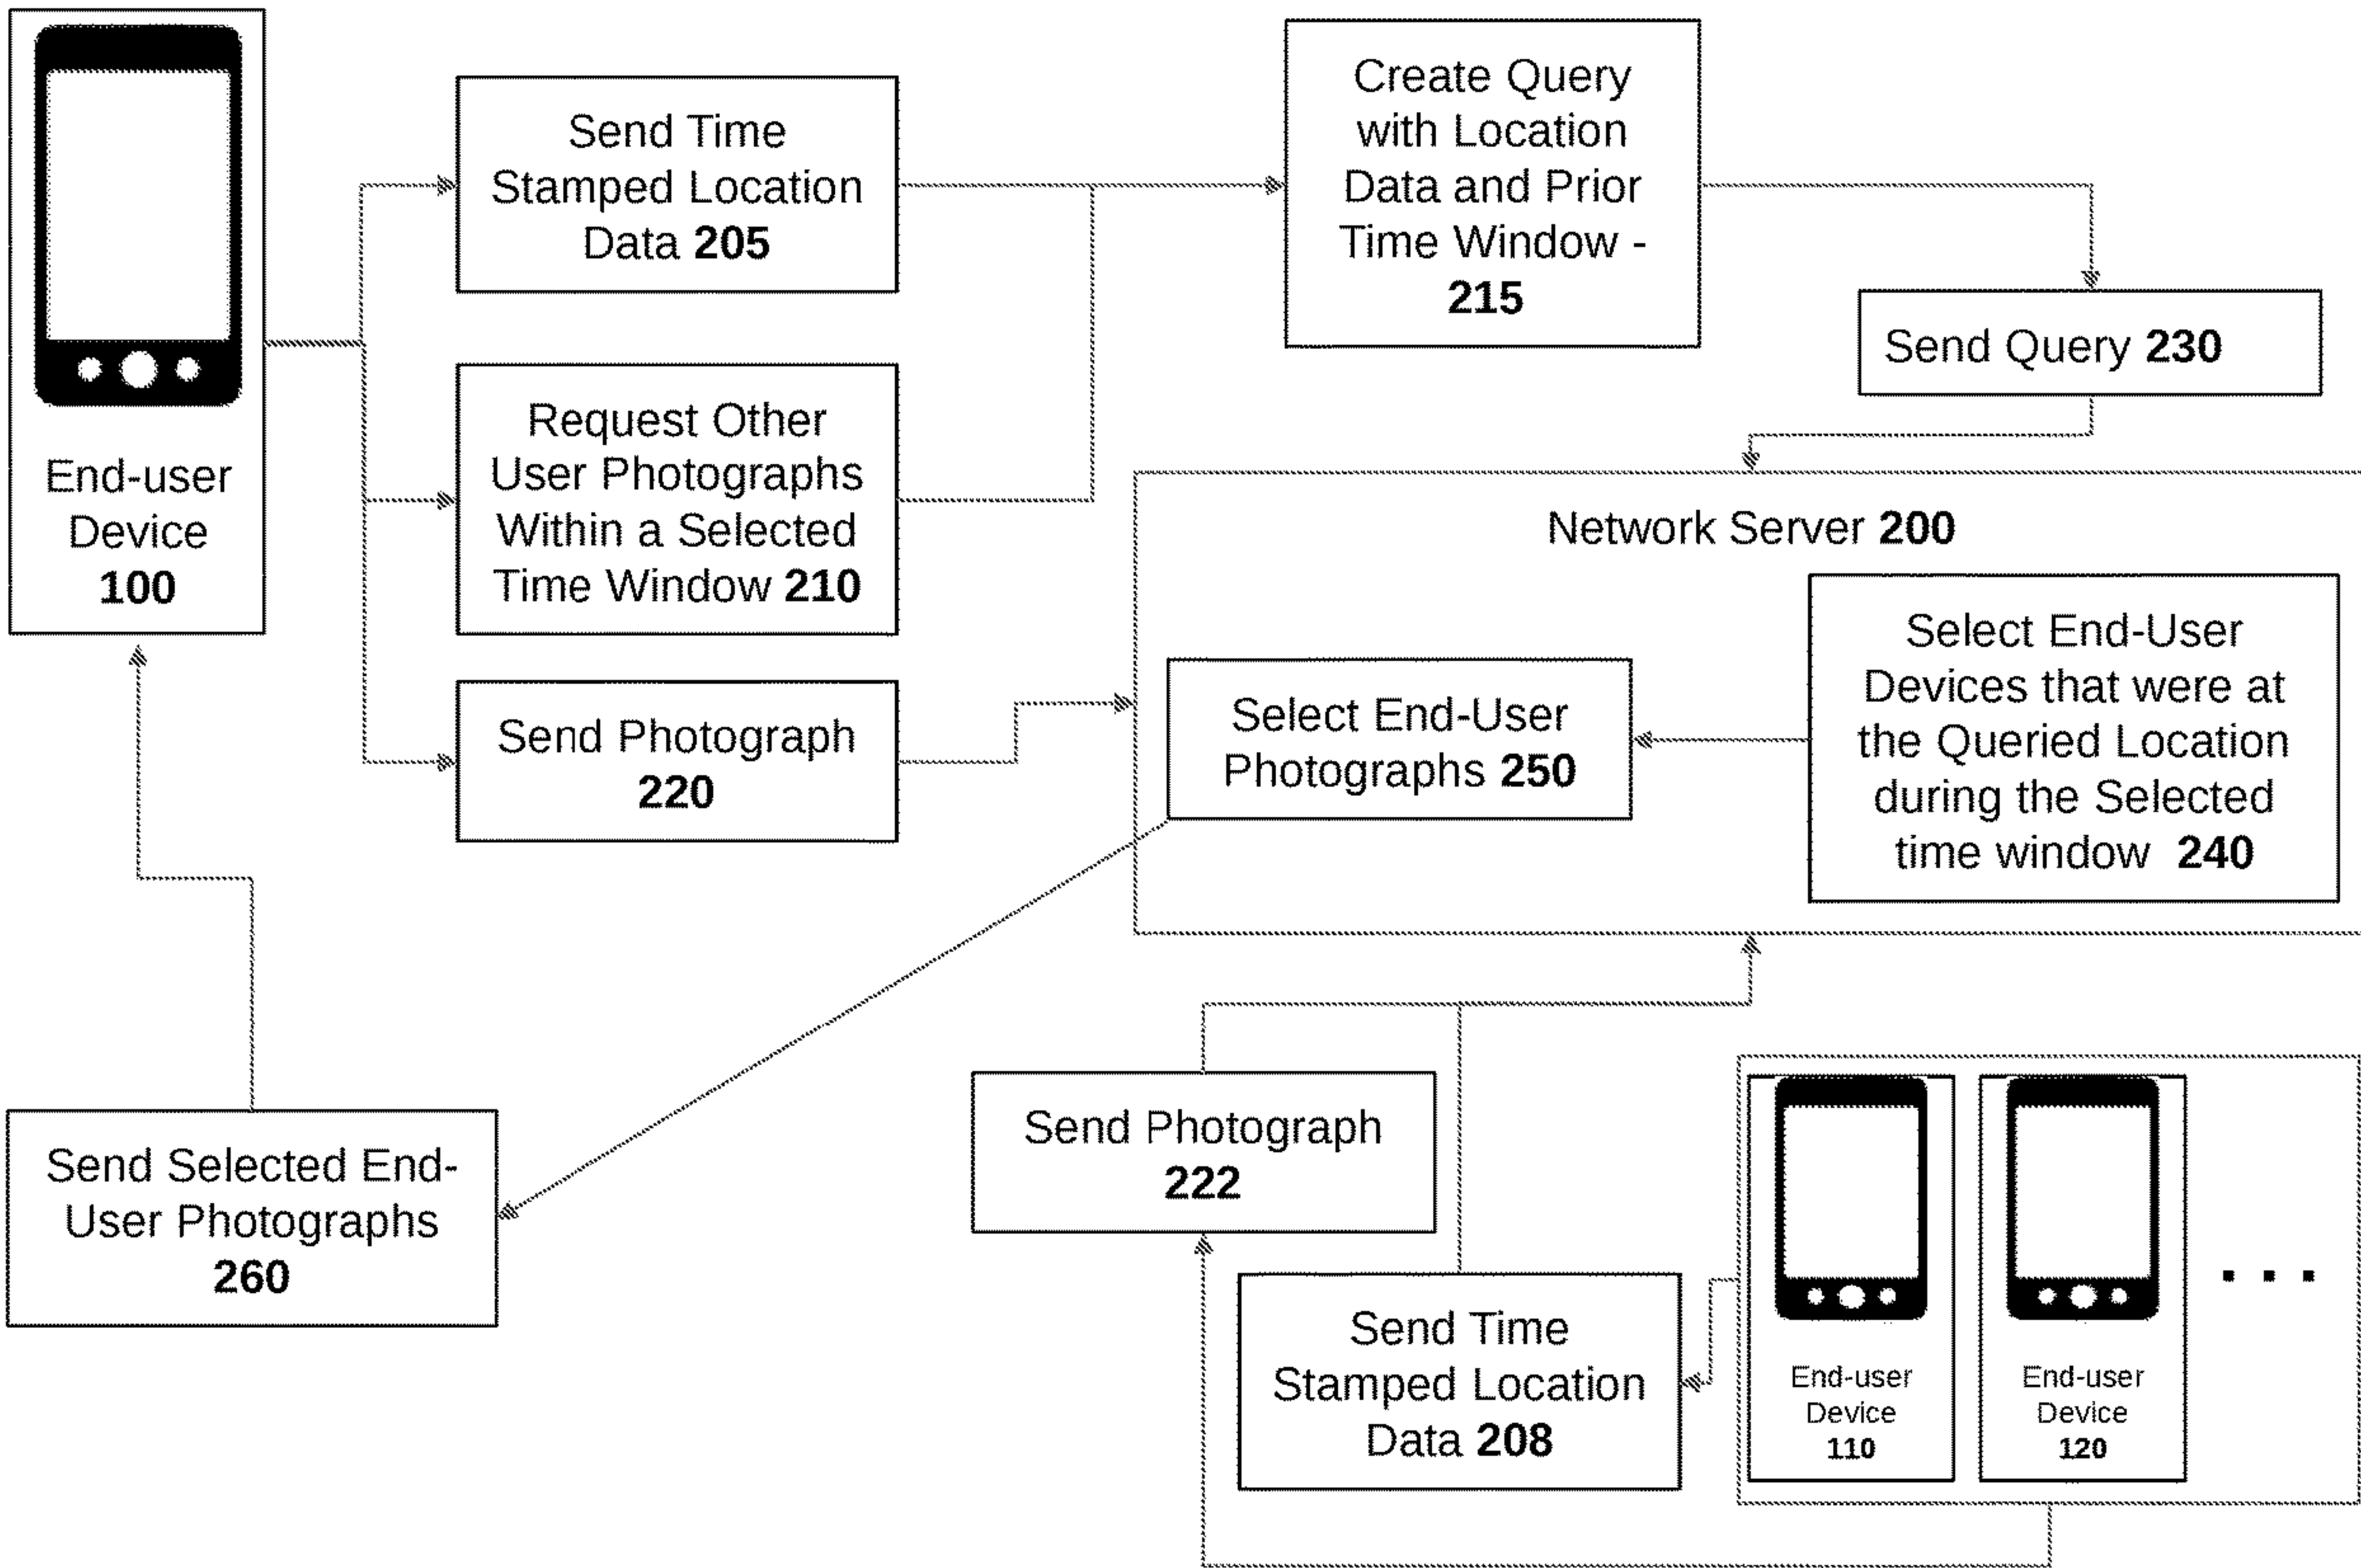 End-user
Device
100
Send Time
Stamped Location
Data 205
Request Other
User Photographs
Within a Selected
Time Window 210
Send Photograph
220
Create Query
with Location
Data and Prior
Time Window -
215
Send Query 230
Network Server 200
Select End-User
Photographs 250
Select End-User
Devices that were at
the Queried Location
during the Selected
time window 240
Send Selected End-
User Photographs
260
Send Photograph
222
Send Time
Stamped Location
Data 208
End-user
Device
110
End-user
Device
120
. . .